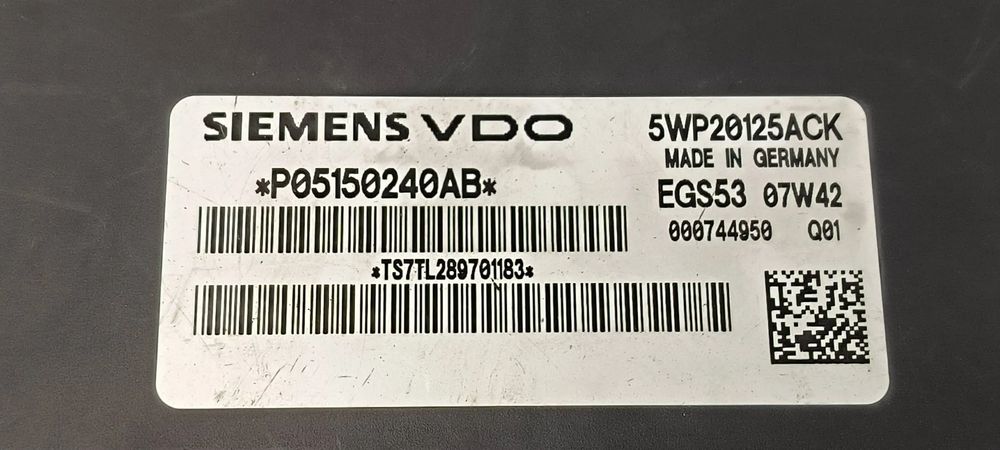 SIEMENS VDO
5WP20125ACK
MADE IN GERMANY
*P05150240AB*
EGS53 07W42
000744950 Q01
*TS7TL289701183*